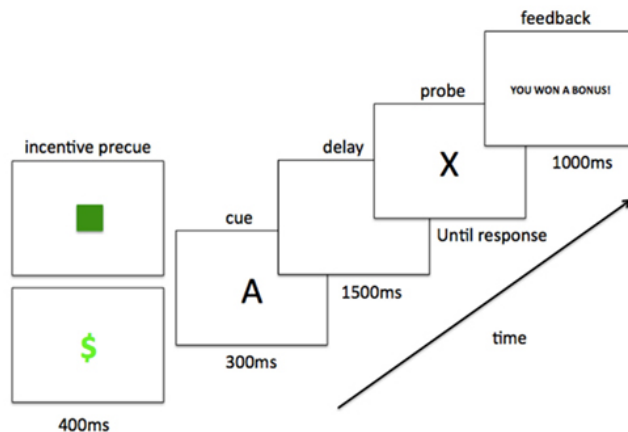 feedback
YOU WON A BONUS!
1000ms
probe
X
Until response
delay
1500ms
incentive precue
$
400ms
cue
A
300ms
time